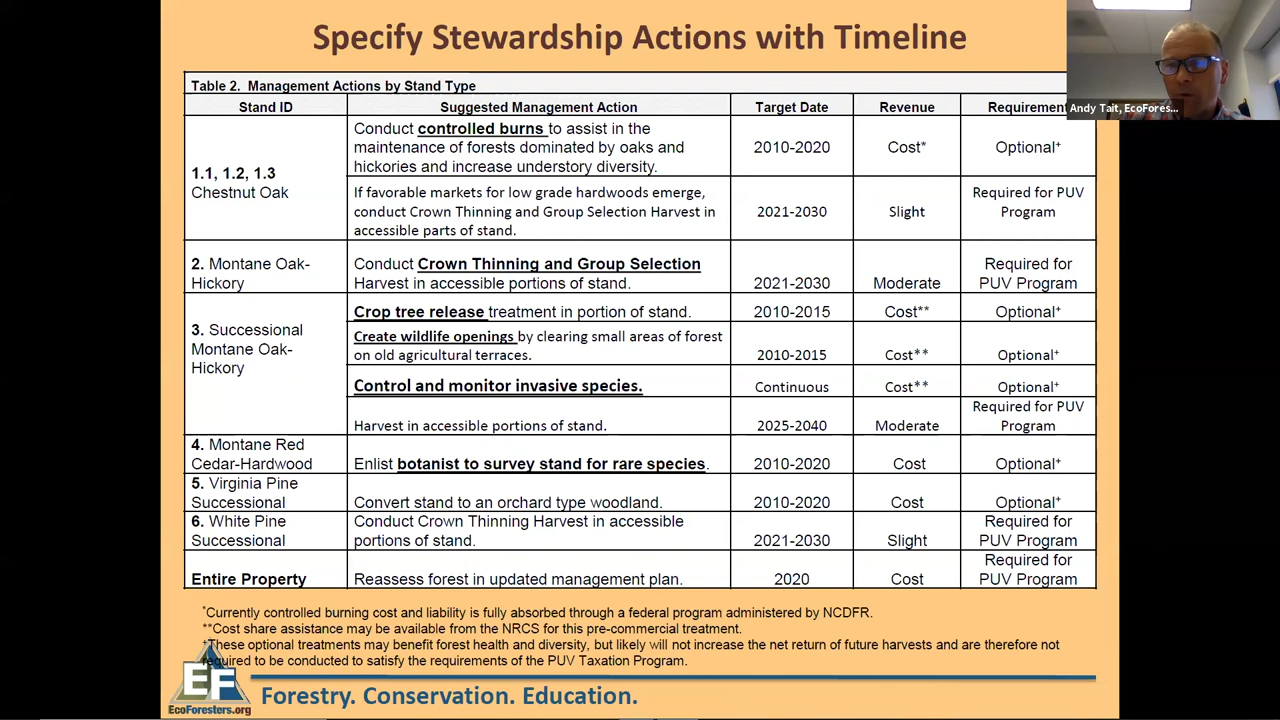 Specify Stewardship Actions with Timeline
Table 2. Management Actions by Stand Type
Stand ID
Suggested Management Action
Target Date
Revenue
Requirement
1.1, 1.2, 1.3
Chestnut Oak
Conduct controlled burns to assist in the
maintenance of forests dominated by oaks and
hickories and increase understory diversity.
2010-2020
Cost*
Optional⁺
If favorable markets for low grade hardwoods emerge,
conduct Crown Thinning and Group Selection Harvest in
accessible parts of stand.
2021-2030
Slight
Required for PUV
Program
2. Montane Oak-
Hickory
Conduct Crown Thinning and Group Selection
Harvest in accessible portions of stand.
2021-2030
Moderate
Required for
PUV Program
3. Successional
Montane Oak-
Hickory
Crop tree release treatment in portion of stand.
2010-2015
Cost**
Optional⁺
Create wildlife openings by clearing small areas of forest
on old agricultural terraces.
2010-2015
Cost**
Optional⁺
Control and monitor invasive species.
Continuous
Cost**
Optional⁺
Harvest in accessible portions of stand.
2025-2040
Moderate
Required for PUV
Program
4. Montane Red
Cedar-Hardwood
Enlist botanist to survey stand for rare species.
2010-2020
Cost
Optional⁺
5. Virginia Pine
Successional
Convert stand to an orchard type woodland.
2010-2020
Cost
Optional⁺
6. White Pine
Successional
Conduct Crown Thinning Harvest in accessible
portions of stand.
2021-2030
Slight
Required for
PUV Program
Entire Property
Reassess forest in updated management plan.
2020
Cost
Required for
PUV Program
*Currently controlled burning cost and liability is fully absorbed through a federal program administered by NCDFR.
**Cost share assistance may be available from the NRCS for this pre-commercial treatment.
⁺These optional treatments may benefit forest health and diversity, but likely will not increase the net return of future harvests and are therefore not
required to be conducted to satisfy the requirements of the PUV Taxation Program.
EF
EcoForesters.org
Forestry. Conservation. Education.
Andy Tait, EcoFores...